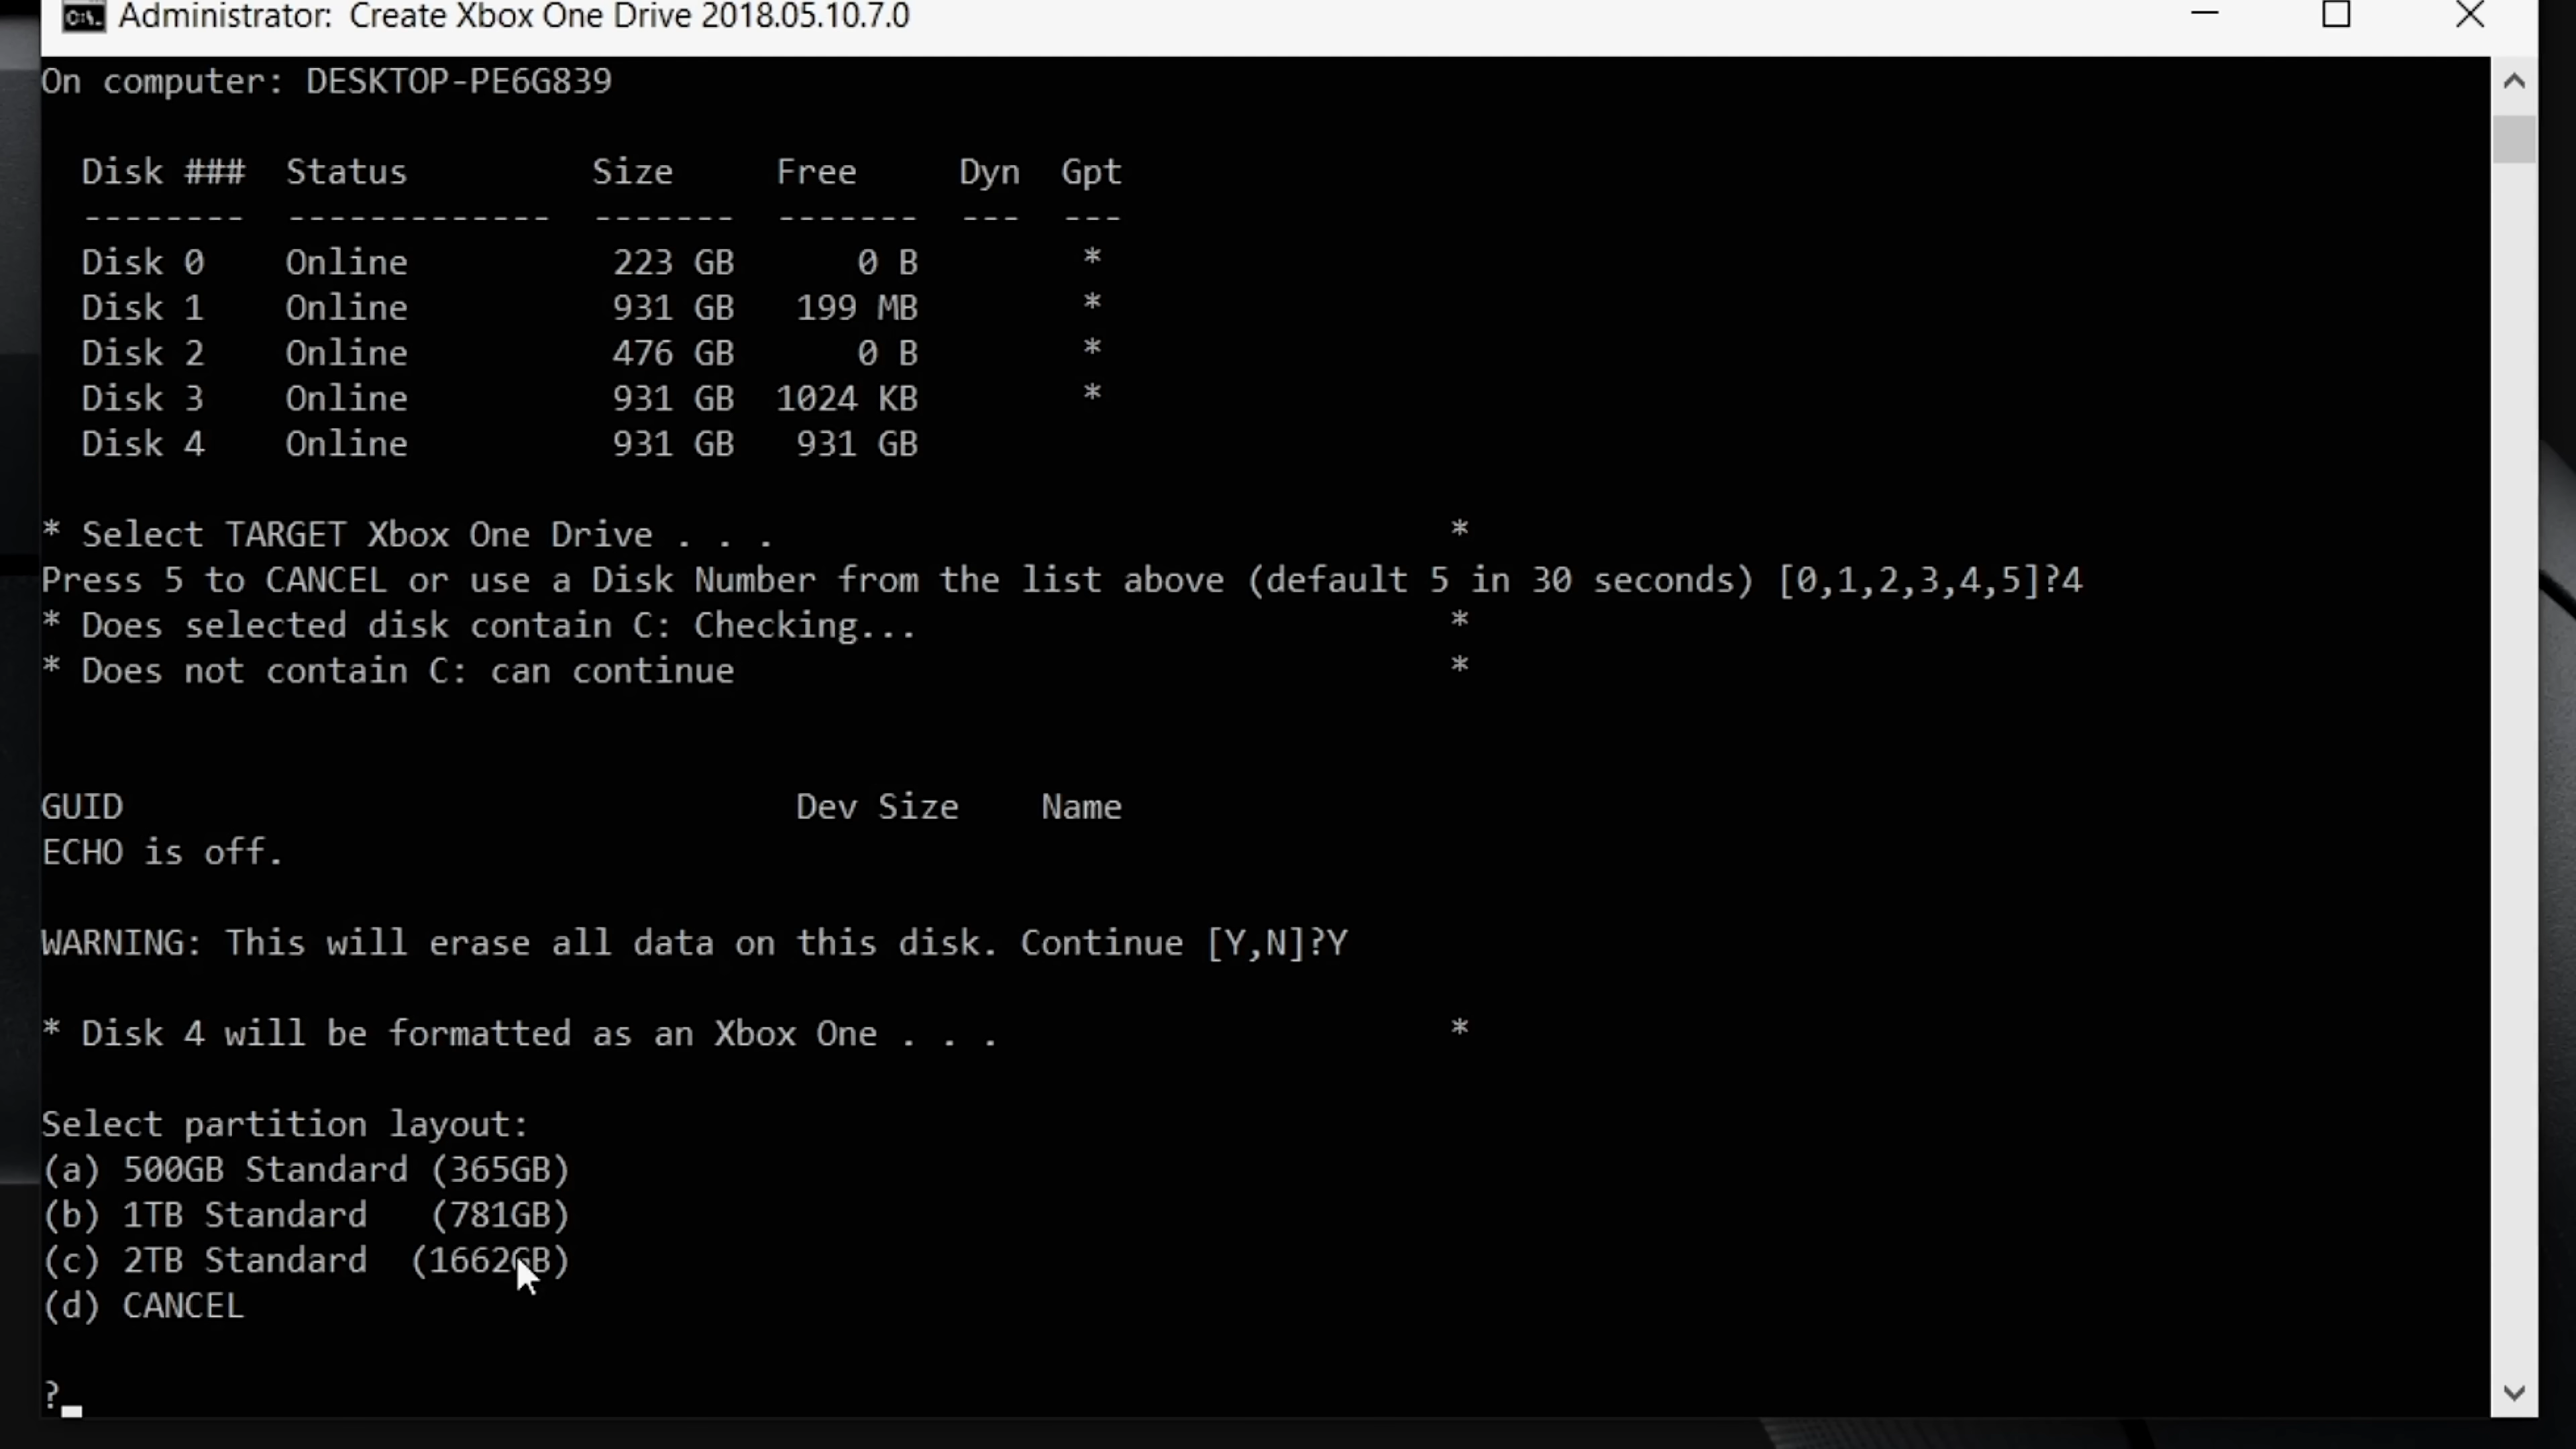 Administrator: Create Xbox One Drive 2018.05.10.7.0
On computer: DESKTOP-PE6G839
Disk ### Status Size Free Dyn Gpt
-------- ------------- ------- ------- --- ---
Disk 0 Online 223 GB 0 B *
Disk 1 Online 931 GB 199 MB *
Disk 2 Online 476 GB 0 B *
Disk 3 Online 931 GB 1024 KB *
Disk 4 Online 931 GB 931 GB
* Select TARGET Xbox One Drive . . . *
Press 5 to CANCEL or use a Disk Number from the list above (default 5 in 30 seconds) [0,1,2,3,4,5]?4
* Does selected disk contain C: Checking... *
* Does not contain C: can continue *
GUID Dev Size Name
ECHO is off.
WARNING: This will erase all data on this disk. Continue [Y,N]?Y
* Disk 4 will be formatted as an Xbox One . . . *
Select partition layout:
(a) 500GB Standard (365GB)
(b) 1TB Standard (781GB)
(c) 2TB Standard (1662GB)
(d) CANCEL
?